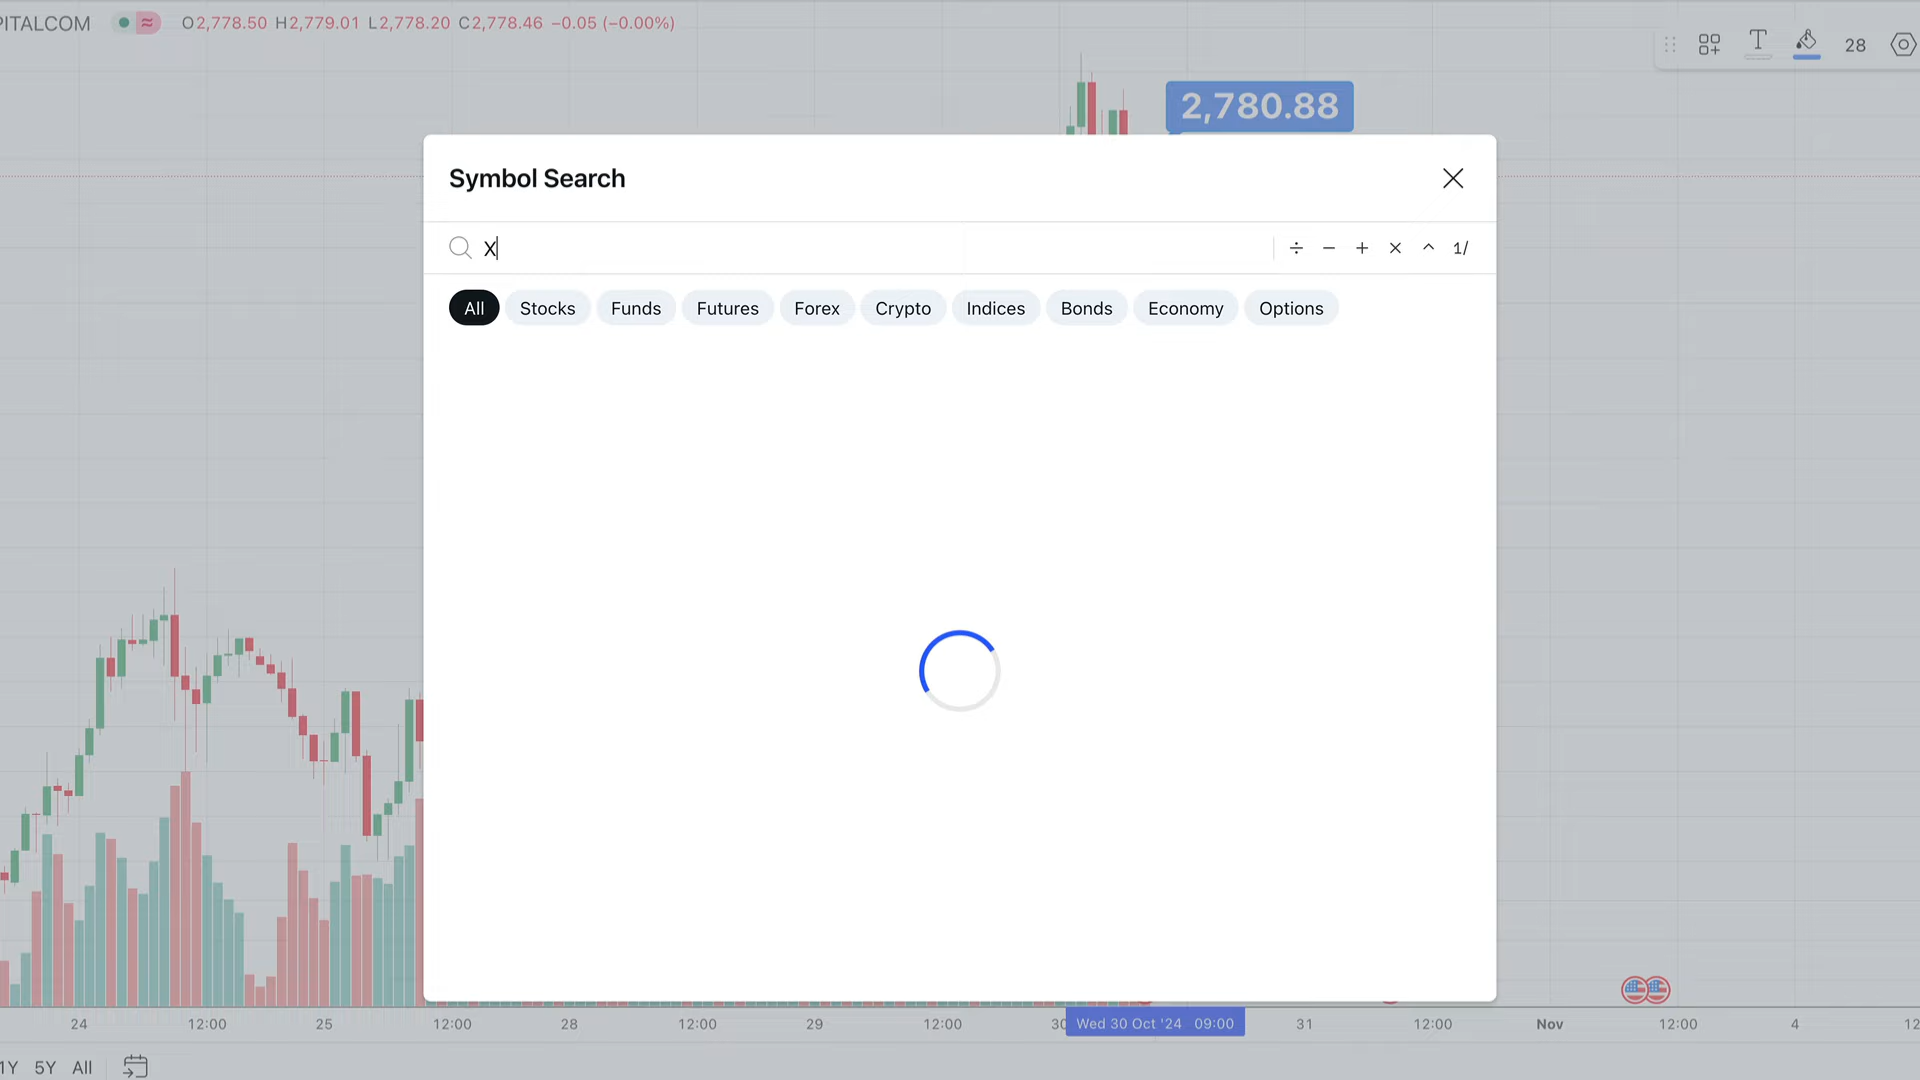 PITALCOM O2,778.50 H2,779.01 L2,778.20 C2,778.46 −0.05 (−0.00%)
28
2,780.88
Symbol Search
X
÷ − + × ^ 1/
All Stocks Funds Futures Forex Crypto Indices Bonds Economy Options
24 12:00 25 12:00 28 12:00 29 12:00 30 Wed 30 Oct '24 09:00 31 12:00 Nov 12:00 4 12
1Y 5Y All